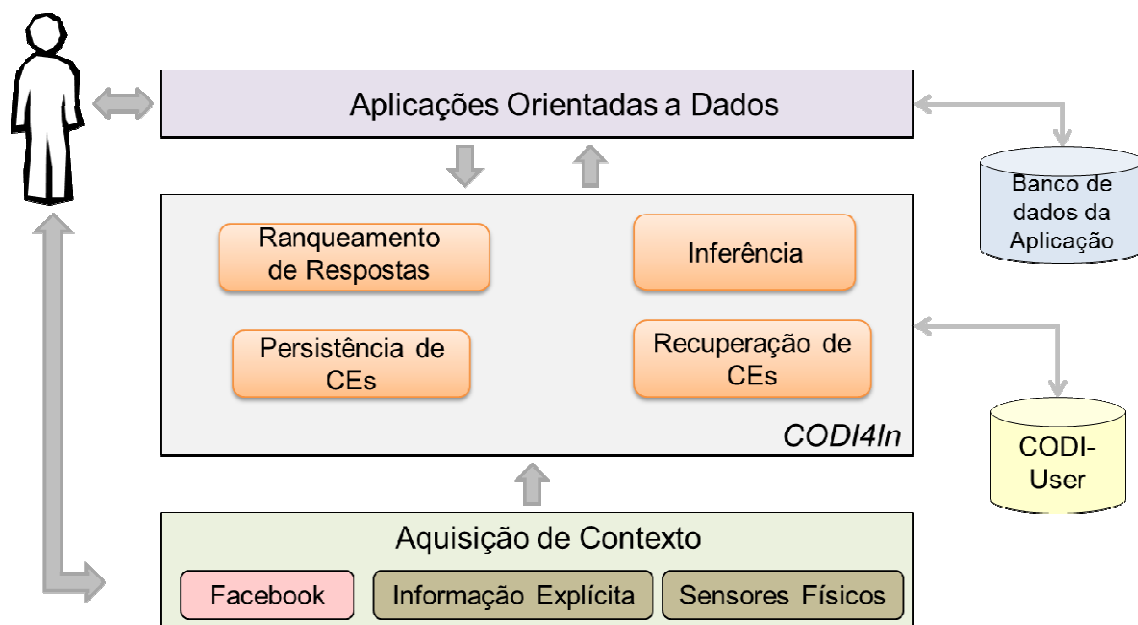 Aplicações Orientadas a Dados
Banco de
dados da
Aplicação
Ranqueamento
de Respostas
Inferência
Persistência de
CEs
Recuperação de
CEs
CODI4In
CODI-
User
Aquisição de Contexto
Facebook
Informação Explícita
Sensores Físicos